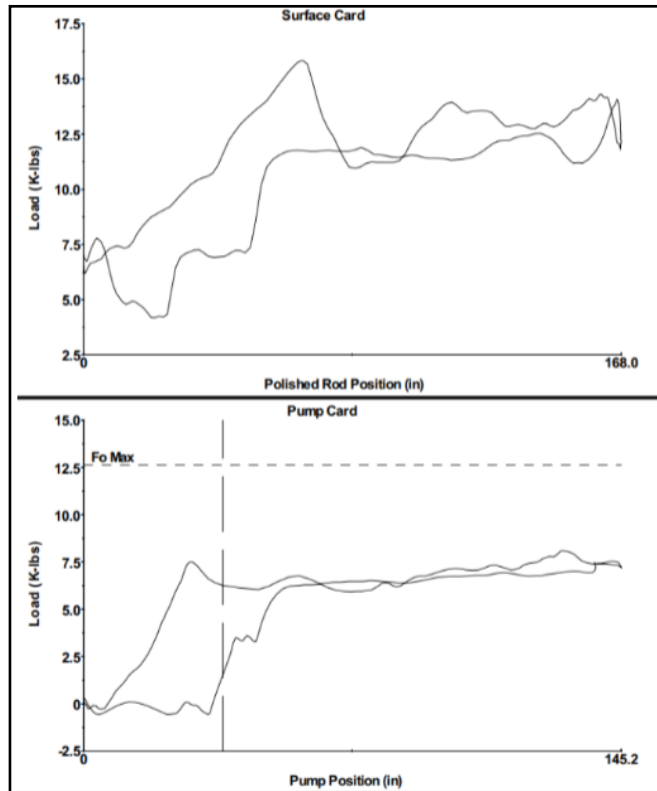 Surface Card
17.5
15.0
12.5
10.0
7.5
5.0
2.5
Load (K-lbs)
0
168.0
Polished Rod Position (in)
Pump Card
15.0
Fo Max
12.5
10.0
7.5
5.0
2.5
0
-2.5
Load (K-lbs)
0
145.2
Pump Position (in)